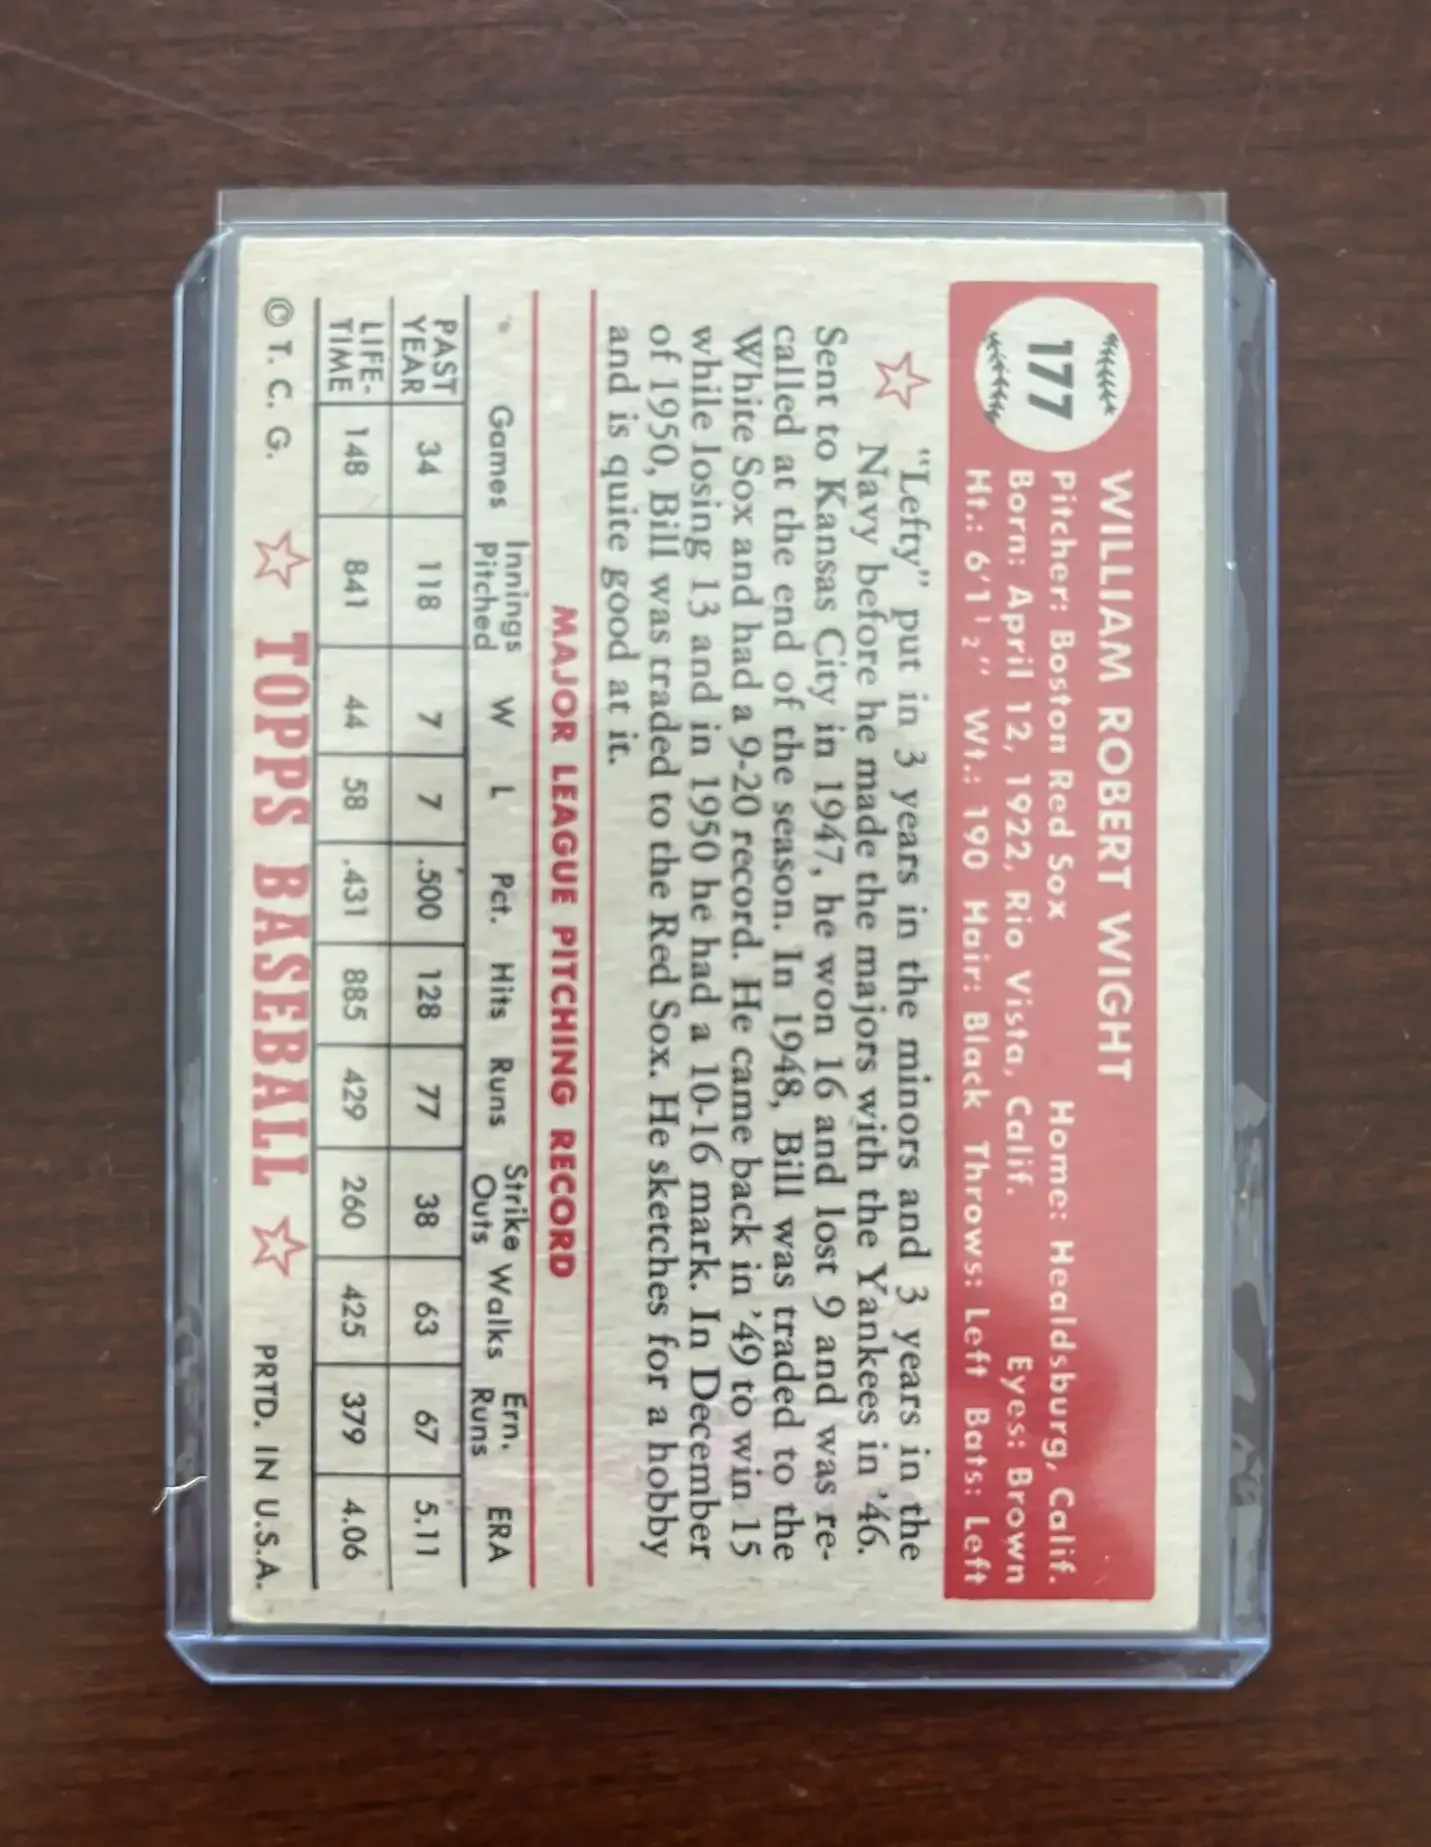 177
WILLIAM ROBERT WIGHT
Pitcher: Boston Red Sox Home: Healdsburg, Calif.
Born: April 12, 1922, Rio Vista, Calif. Eyes: Brown
Ht.: 6'1 1/2" Wt.: 190 Hair: Black Throws: Left Bats: Left
"Lefty" put in 3 years in the minors and 3 years in the
Navy before he made the majors with the Yankees in '46.
Sent to Kansas City in 1947, he won 16 and lost 9 and was re-
called at the end of the season. In 1948, Bill was traded to the
White Sox and had a 9-20 record. He came back in '49 to win 15
while losing 13 and in 1950 he had a 10-16 mark. In December
of 1950, Bill was traded to the Red Sox. He sketches for a hobby
and is quite good at it.
MAJOR LEAGUE PITCHING RECORD
Games Innings Pitched W L Pct. Hits Runs Strike Outs Walks Ern. Runs ERA
PAST YEAR 34 118 7 7 .500 128 77 38 63 67 5.11
LIFE-TIME 148 841 44 58 .431 885 429 260 425 379 4.06
© T. C. G. TOPPS BASEBALL PRTD. IN U.S.A.